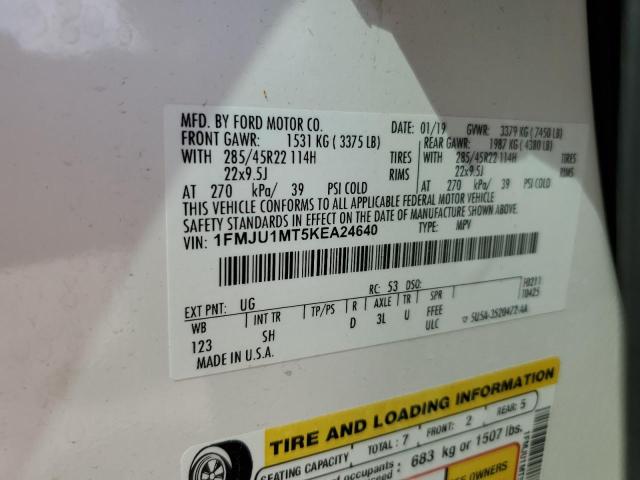 MFD. BY FORD MOTOR CO. DATE: 01/19 GVWR: 3379 KG ( 7450 LB)
FRONT GAWR: 1531 KG ( 3375 LB) REAR GAWR: 1987 KG ( 4380 LB)
WITH 285/45R22 114H TIRES WITH 285/45R22 114H TIRES
22x9.5J RIMS 22x9.5J RIMS
AT 270 kPa/ 39 PSI COLD AT 270 kPa/ 39 PSI COLD
THIS VEHICLE CONFORMS TO ALL APPLICABLE FEDERAL MOTOR VEHICLE
SAFETY STANDARDS IN EFFECT ON THE DATE OF MANUFACTURE SHOWN ABOVE.
VIN: 1FMJU1MT5KEA24640 TYPE: MPV
EXT PNT: UG RC: 53 DSO:
WB INT TR TP/PS R AXLE TR SPR
123 SH D 3L U FFEE
ULC
MADE IN U.S.A.
TIRE AND LOADING INFORMATION
SEATING CAPACITY TOTAL: 7 FRONT: 2 REAR: 5
occupants
exceed 683 kg or 1507 lbs.
SEE OWNERS